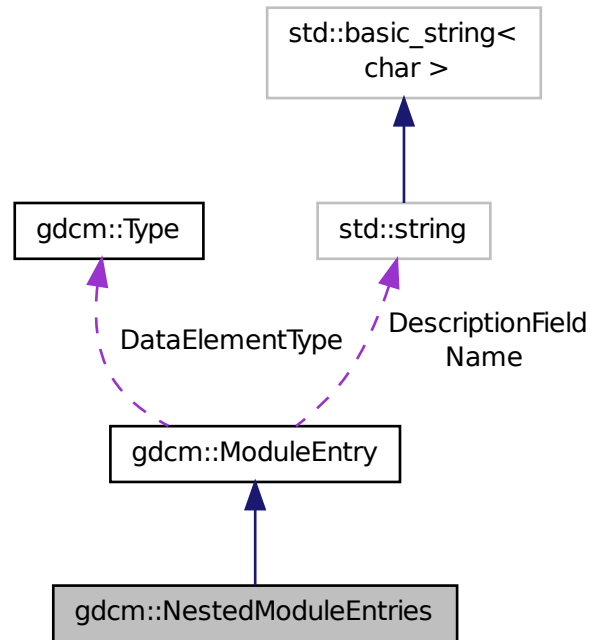 std::basic_string<
char >
gdcm::Type
std::string
DataElementType
DescriptionField
Name
gdcm::ModuleEntry
gdcm::NestedModuleEntries